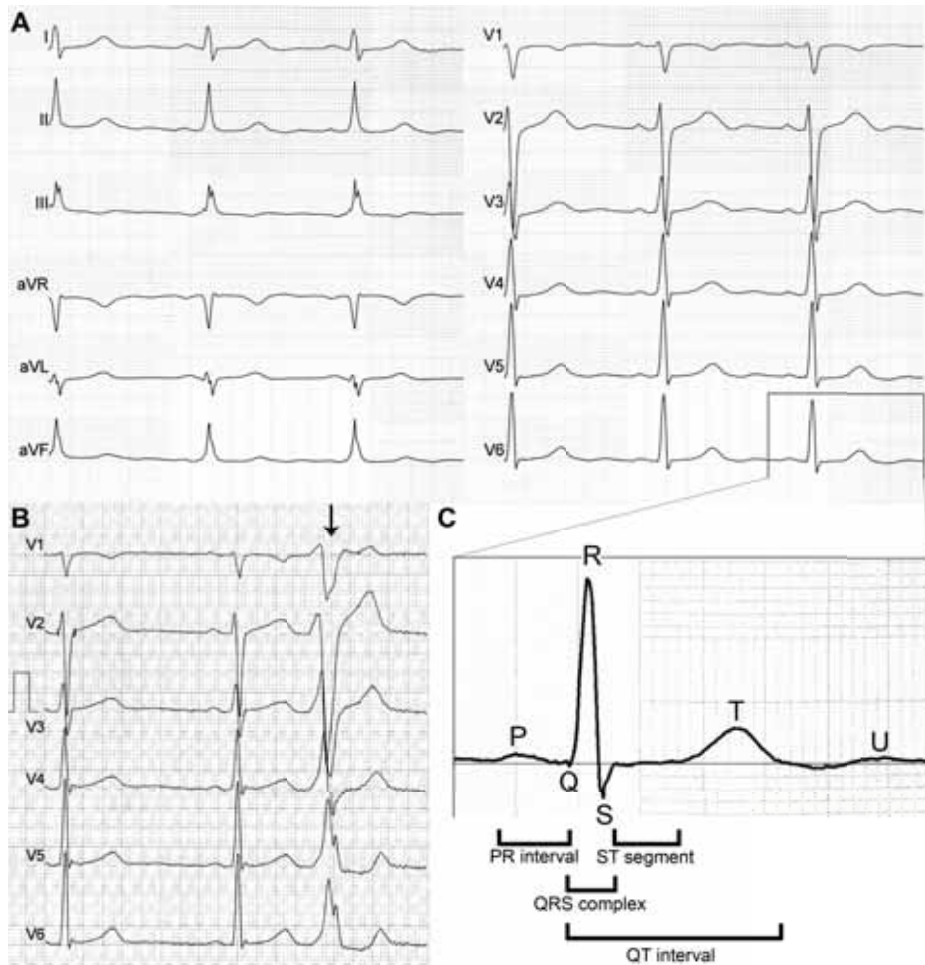 A
I
II
III
aVR
aVL
aVF
V1
V2
V3
V4
V5
V6
B
V1
V2
V3
V4
V5
V6
C
R
P
T
U
Q
S
PR interval
ST segment
QRS complex
QT interval